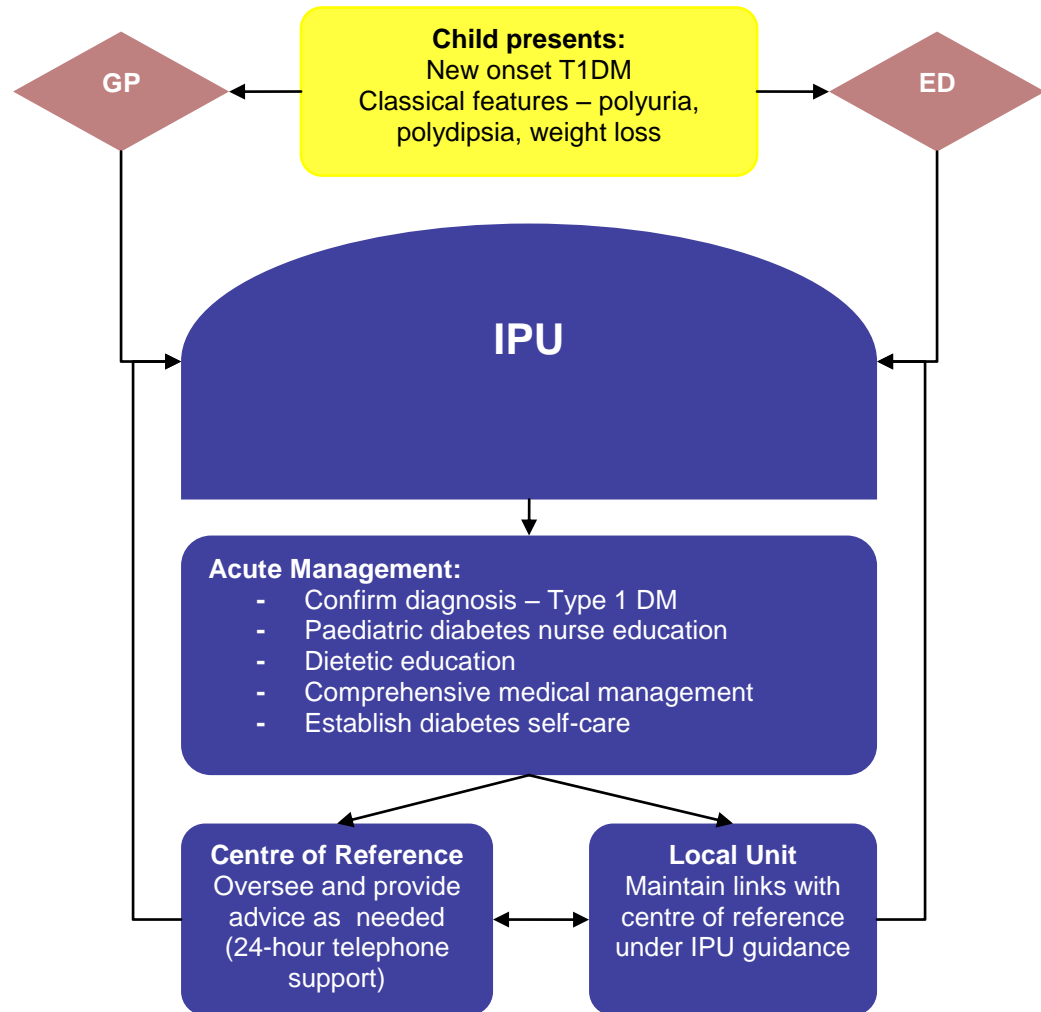 Child presents:
New onset T1DM
Classical features – polyuria,
polydipsia, weight loss
GP
ED
IPU
Acute Management:
- Confirm diagnosis – Type 1 DM
- Paediatric diabetes nurse education
- Dietetic education
- Comprehensive medical management
- Establish diabetes self-care
Centre of Reference
Oversee and provide
advice as needed
(24-hour telephone
support)
Local Unit
Maintain links with
centre of reference
under IPU guidance